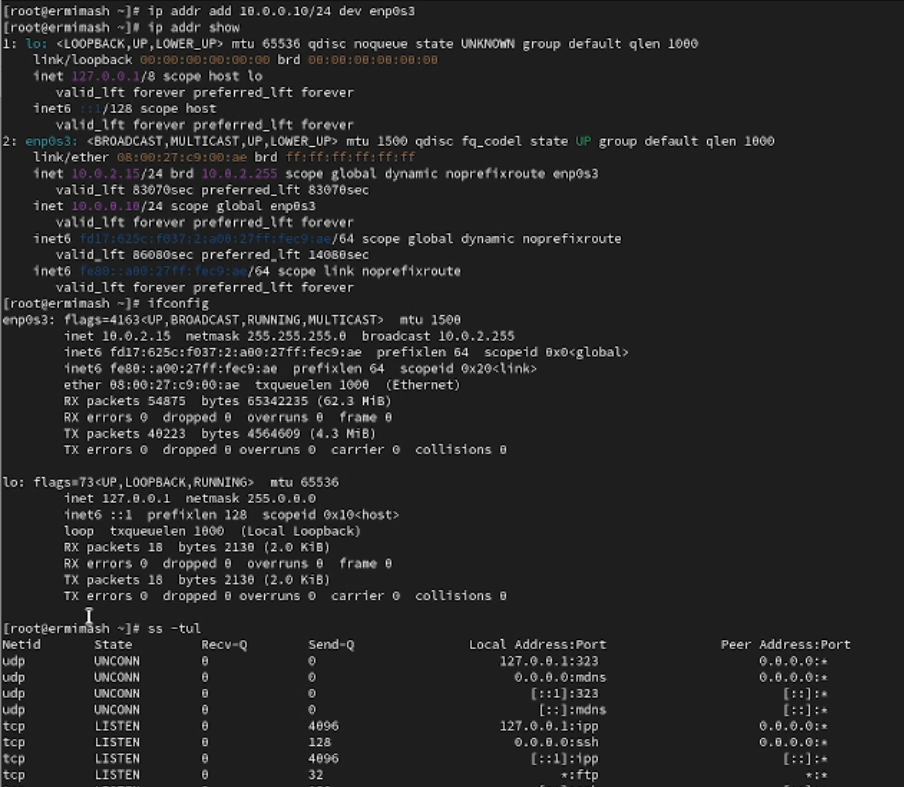 [root@ermimash ~]# ip addr add 10.0.0.10/24 dev enp0s3
[root@ermimash ~]# ip addr show
1: lo: <LOOPBACK,UP,LOWER_UP> mtu 65536 qdisc noqueue state UNKNOWN group default qlen 1000
link/loopback 00:00:00:00:00:00 brd 00:00:00:00:00:00
inet 127.0.0.1/8 scope host lo
valid_lft forever preferred_lft forever
inet6 ::1/128 scope host
valid_lft forever preferred_lft forever
2: enp0s3: <BROADCAST,MULTICAST,UP,LOWER_UP> mtu 1500 qdisc fq_codel state UP group default qlen 1000
link/ether 08:00:27:c9:00:ae brd ff:ff:ff:ff:ff:ff
inet 10.0.2.15/24 brd 10.0.2.255 scope global dynamic noprefixroute enp0s3
valid_lft 83070sec preferred_lft 83070sec
inet 10.0.0.10/24 scope global enp0s3
valid_lft forever preferred_lft forever
inet6 fd17:625c:f037:2:a00:27ff:fec9:ae/64 scope global dynamic noprefixroute
valid_lft 86080sec preferred_lft 14080sec
inet6 fe80::a00:27ff:fec9:ae/64 scope link noprefixroute
valid_lft forever preferred_lft forever
[root@ermimash ~]# ifconfig
enp0s3: flags=4163<UP,BROADCAST,RUNNING,MULTICAST> mtu 1500
inet 10.0.2.15 netmask 255.255.255.0 broadcast 10.0.2.255
inet6 fd17:625c:f037:2:a00:27ff:fec9:ae prefixlen 64 scopeid 0x0<global>
inet6 fe80::a00:27ff:fec9:ae prefixlen 64 scopeid 0x20<link>
ether 08:00:27:c9:00:ae txqueuelen 1000 (Ethernet)
RX packets 54875 bytes 65342235 (62.3 MiB)
RX errors 0 dropped 0 overruns 0 frame 0
TX packets 40223 bytes 4564609 (4.3 MiB)
TX errors 0 dropped 0 overruns 0 carrier 0 collisions 0
lo: flags=73<UP,LOOPBACK,RUNNING> mtu 65536
inet 127.0.0.1 netmask 255.0.0.0
inet6 ::1 prefixlen 128 scopeid 0x10<host>
loop txqueuelen 1000 (Local Loopback)
RX packets 18 bytes 2130 (2.0 KiB)
RX errors 0 dropped 0 overruns 0 frame 0
TX packets 18 bytes 2130 (2.0 KiB)
TX errors 0 dropped 0 overruns 0 carrier 0 collisions 0
[root@ermimash ~]# ss -tul
Netid State Recv-Q Send-Q Local Address:Port Peer Address:Port
udp UNCONN 0 0 127.0.0.1:323 0.0.0.0:*
udp UNCONN 0 0 0.0.0.0:mdns 0.0.0.0:*
udp UNCONN 0 0 [::1]:323 [::]:*
udp UNCONN 0 0 [::]:mdns [::]:*
tcp LISTEN 0 4096 127.0.0.1:ipp 0.0.0.0:*
tcp LISTEN 0 128 0.0.0.0:ssh 0.0.0.0:*
tcp LISTEN 0 4096 [::1]:ipp [::]:*
tcp LISTEN 0 32 *:ftp *:*